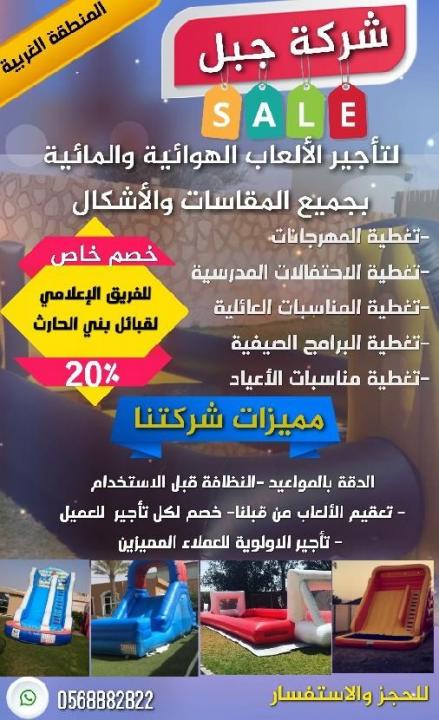 المنطقة الغربية
شركة جبل
SALE
لتأجير الألعاب الهوائية والمائية
بجميع المقاسات والأشكال
-تغطية المهرجانات
-تغطية الاحتفالات المدرسية
-تغطية المناسبات العائلية
-تغطية البرامج الصيفية
-تغطية مناسبات الأعياد
خصم خاص
للفريق الإعلامي
لقبائل بني الحارث
20%
مميزات شركتنا
الدقة بالمواعيد -النظافة قبل الاستخدام
- تعقيم الألعاب من قبلنا- خصم لكل تأجير للعميل
- تأجير الاولوية للعملاء المميزين
للحجز والاستفسار
0568882822